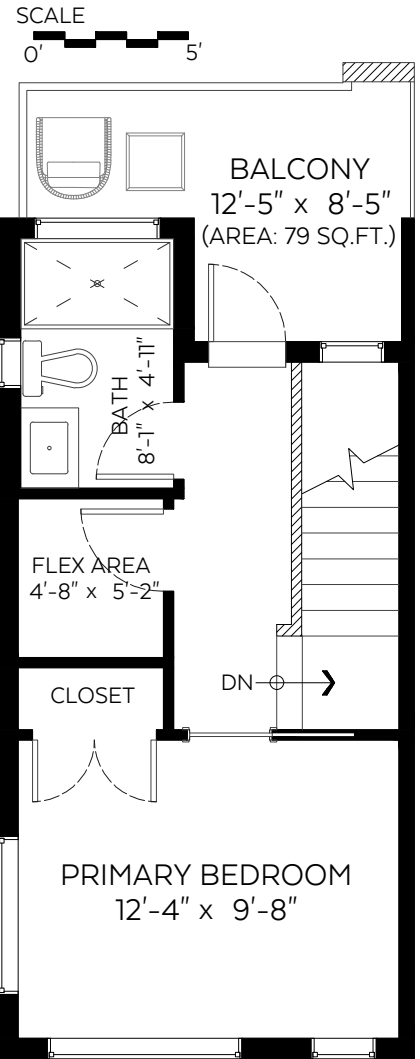 SCALE
0' 5'
BALCONY
12'-5" x 8'-5"
(AREA: 79 SQ.FT.)
BATH
8'-1" x 4'-11"
FLEX AREA
4'-8" x 5'-2"
DN
CLOSET
PRIMARY BEDROOM
12'-4" x 9'-8"